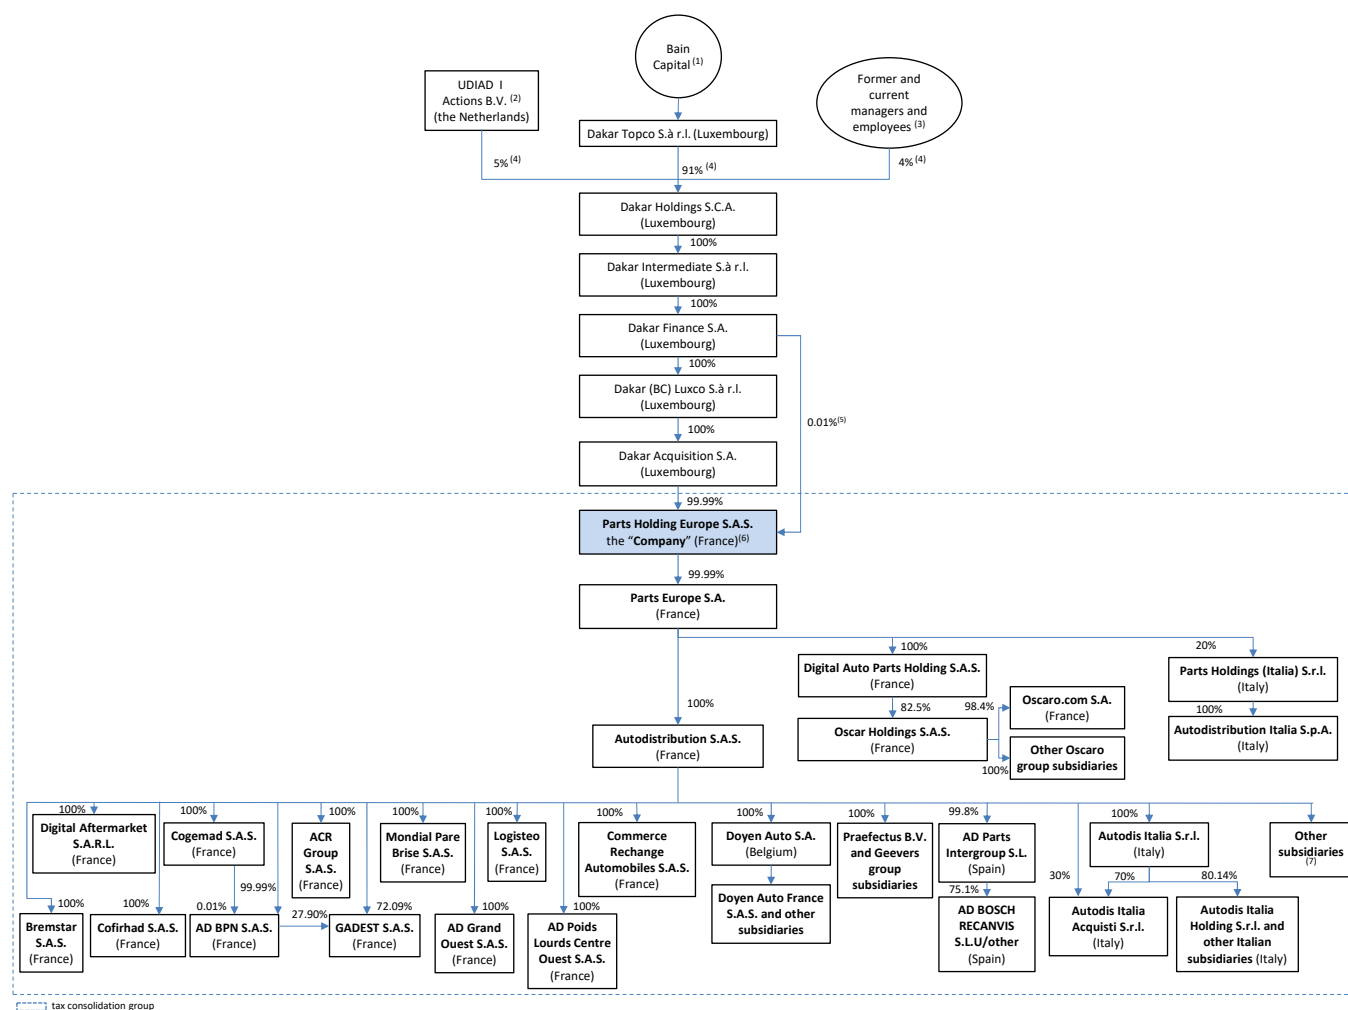 Bain
Capital (1)
UDIAD I
Actions B.V. (2)
(the Netherlands)
Former and
current
managers and
employees (3)
Dakar Topco S.à r.l. (Luxembourg)
5% (4)
91% (4)
4% (4)
Dakar Holdings S.C.A.
(Luxembourg)
100%
Dakar Intermediate S.à r.l.
(Luxembourg)
100%
Dakar Finance S.A.
(Luxembourg)
100%
Dakar (BC) Luxco S.à r.l.
(Luxembourg)
0.01%(5)
100%
Dakar Acquisition S.A.
(Luxembourg)
99.99%
Parts Holding Europe S.A.S.
the “Company” (France)(6)
99.99%
Parts Europe S.A.
(France)
100%
20%
Digital Auto Parts Holding S.A.S.
(France)
Parts Holdings (Italia) S.r.l.
(Italy)
82.5%
98.4%
100%
Oscaro.com S.A.
(France)
100%
Oscar Holdings S.A.S.
(France)
Autodistribution Italia S.p.A.
(Italy)
Autodistribution S.A.S.
(France)
Other Oscaro
group subsidiaries
100%
100%
100%
100%
100%
100%
100%
100%
100%
99.8%
100%
Digital Aftermarket
S.A.R.L.
(France)
Cogemad S.A.S.
(France)
ACR
Group
S.A.S.
(France)
Mondial Pare
Brise S.A.S.
(France)
Logisteo
S.A.S.
(France)
Commerce
Rechange
Automobiles S.A.S.
(France)
Doyen Auto S.A.
(Belgium)
Praefectus B.V.
and Geevers
group
subsidiaries
AD Parts
Intergroup S.L.
(Spain)
Autodis Italia S.r.l.
(Italy)
Other
subsidiaries
(7)
99.99%
75.1%
30%
70%
80.14%
100%
100%
0.01%
27.90%
72.09%
100%
100%
Bremstar
S.A.S.
(France)
Cofirhad S.A.S.
(France)
AD BPN S.A.S.
(France)
GADEST S.A.S.
(France)
AD Grand
Ouest S.A.S.
(France)
AD Poids
Lourds Centre
Ouest S.A.S.
(France)
Doyen Auto France
S.A.S. and other
subsidiaries
AD BOSCH
RECANVIS
S.L.U/other
(Spain)
Autodis Italia
Acquisti S.r.l.
(Italy)
Autodis Italia
Holding S.r.l. and
other Italian
subsidiaries (Italy)
tax consolidation group